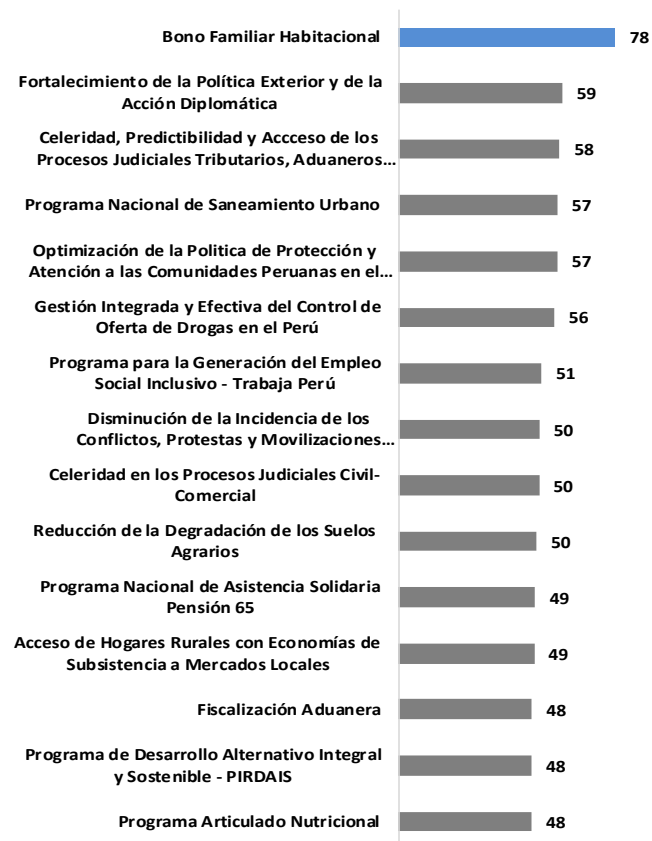 Bono Familiar Habitacional 78
Fortalecimiento de la Política Exterior y de la
Acción Diplomática 59
Celeridad, Predictibilidad y Accceso de los
Procesos Judiciales Tributarios, Aduaneros... 58
Programa Nacional de Saneamiento Urbano 57
Optimización de la Politica de Protección y
Atención a las Comunidades Peruanas en el... 57
Gestión Integrada y Efectiva del Control de
Oferta de Drogas en el Perú 56
Programa para la Generación del Empleo
Social Inclusivo - Trabaja Perú 51
Disminución de la Incidencia de los
Conflictos, Protestas y Movilizaciones... 50
Celeridad en los Procesos Judiciales Civil-
Comercial 50
Reducción de la Degradación de los Suelos
Agrarios 50
Programa Nacional de Asistencia Solidaria
Pensión 65 49
Acceso de Hogares Rurales con Economías de
Subsistencia a Mercados Locales 49
Fiscalización Aduanera 48
Programa de Desarrollo Alternativo Integral
y Sostenible - PIRDAIS 48
Programa Articulado Nutricional 48